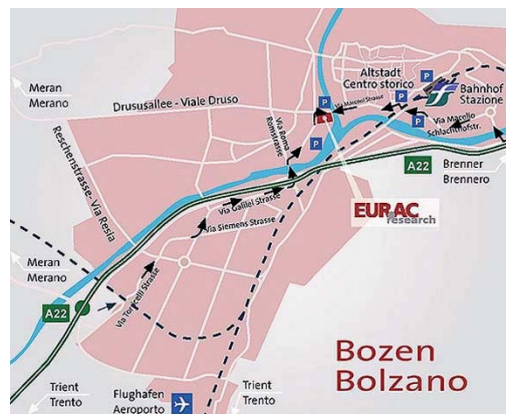 Meran
Merano
Drususallee - Viale Druso
Altstadt
Centro storico
P
P
P
P
P
Bahnhof
Stazione
Via Marconi Strasse
Via Macello
Schlachthofstr.
Via Roma
Romstrasse
Reschenstrasse - Via Resia
A22
Brenner
Brennero
Via Galilei Strasse
EURAC
research
Via Siemens Strasse
Meran
Merano
A22
Via Toricelli Strasse
Bozen
Bolzano
Trient
Trento
Flughafen
Aeroporto
Trient
Trento